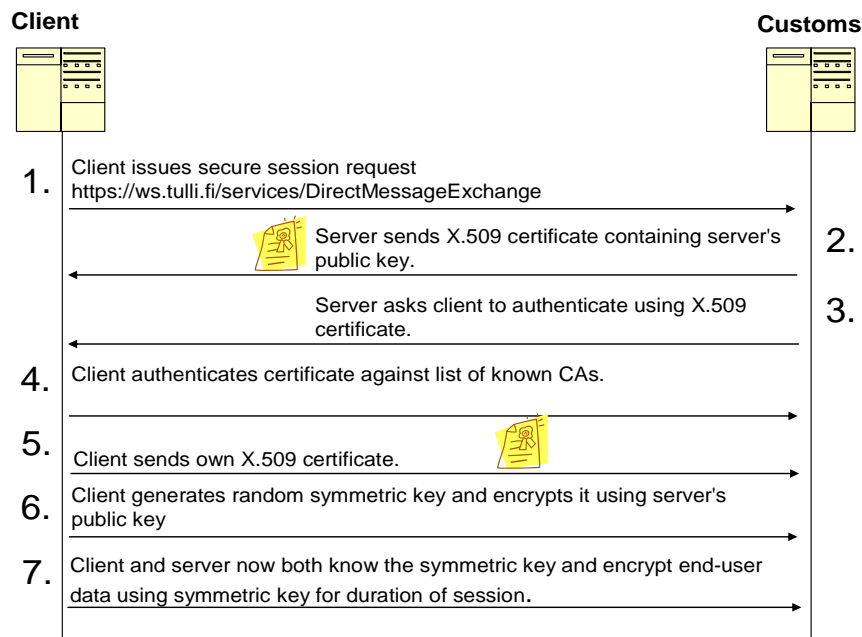 Client
Customs
1.
Client issues secure session request
https://ws.tulli.fi/services/DirectMessageExchange
Server sends X.509 certificate containing server's
public key.
2.
Server asks client to authenticate using X.509
certificate.
3.
4.
Client authenticates certificate against list of known CAs.
5.
Client sends own X.509 certificate.
6.
Client generates random symmetric key and encrypts it using server's
public key
7.
Client and server now both know the symmetric key and encrypt end-user
data using symmetric key for duration of session.